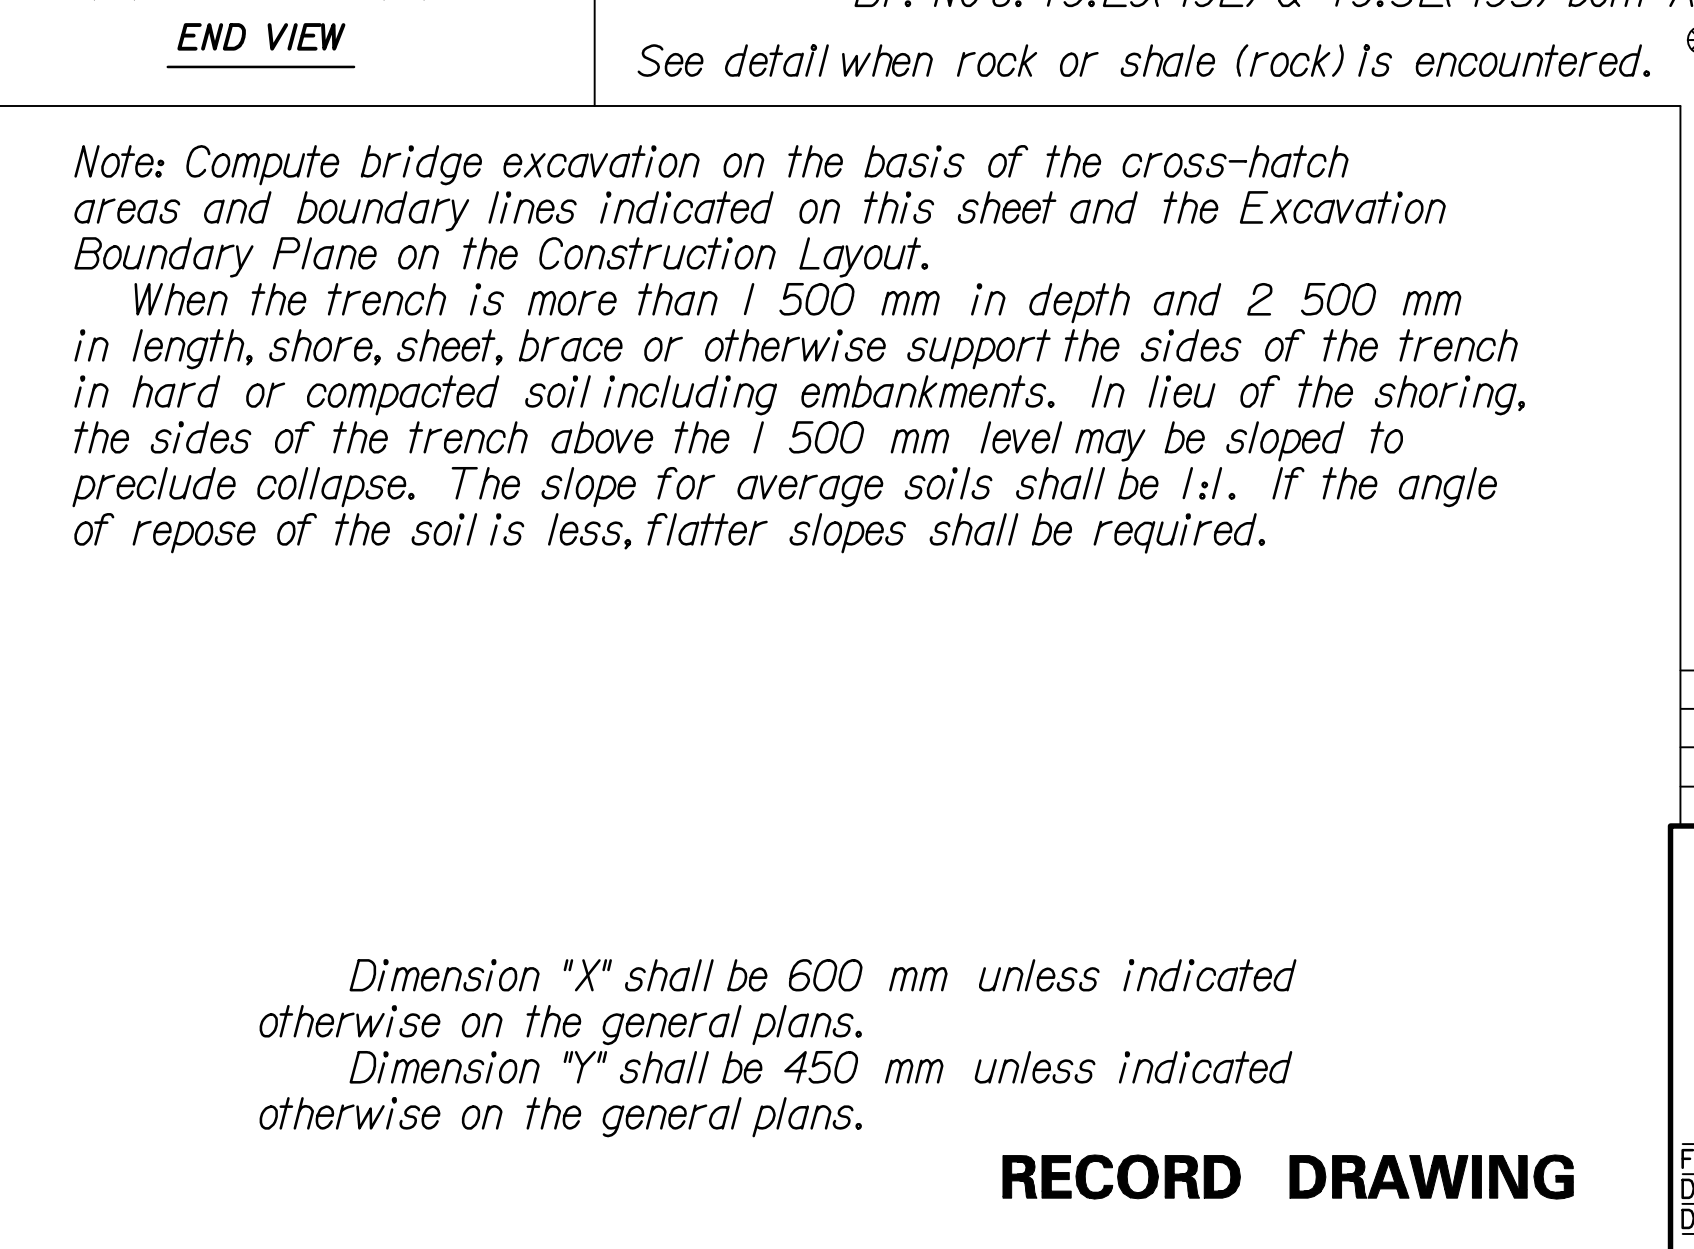 END VIEW
See detail when rock or shale (rock) is encountered.
Note: Compute bridge excavation on the basis of the cross-hatch
areas and boundary lines indicated on this sheet and the Excavation
Boundary Plane on the Construction Layout.
When the trench is more than 1 500 mm in depth and 2 500 mm
in length, shore, sheet, brace or otherwise support the sides of the trench
in hard or compacted soil including embankments. In lieu of the shoring,
the sides of the trench above the 1 500 mm level may be sloped to
preclude collapse. The slope for average soils shall be 1:1. If the angle
of repose of the soil is less, flatter slopes shall be required.
Dimension "X" shall be 600 mm unless indicated
otherwise on the general plans.
Dimension "Y" shall be 450 mm unless indicated
otherwise on the general plans.
RECORD DRAWING